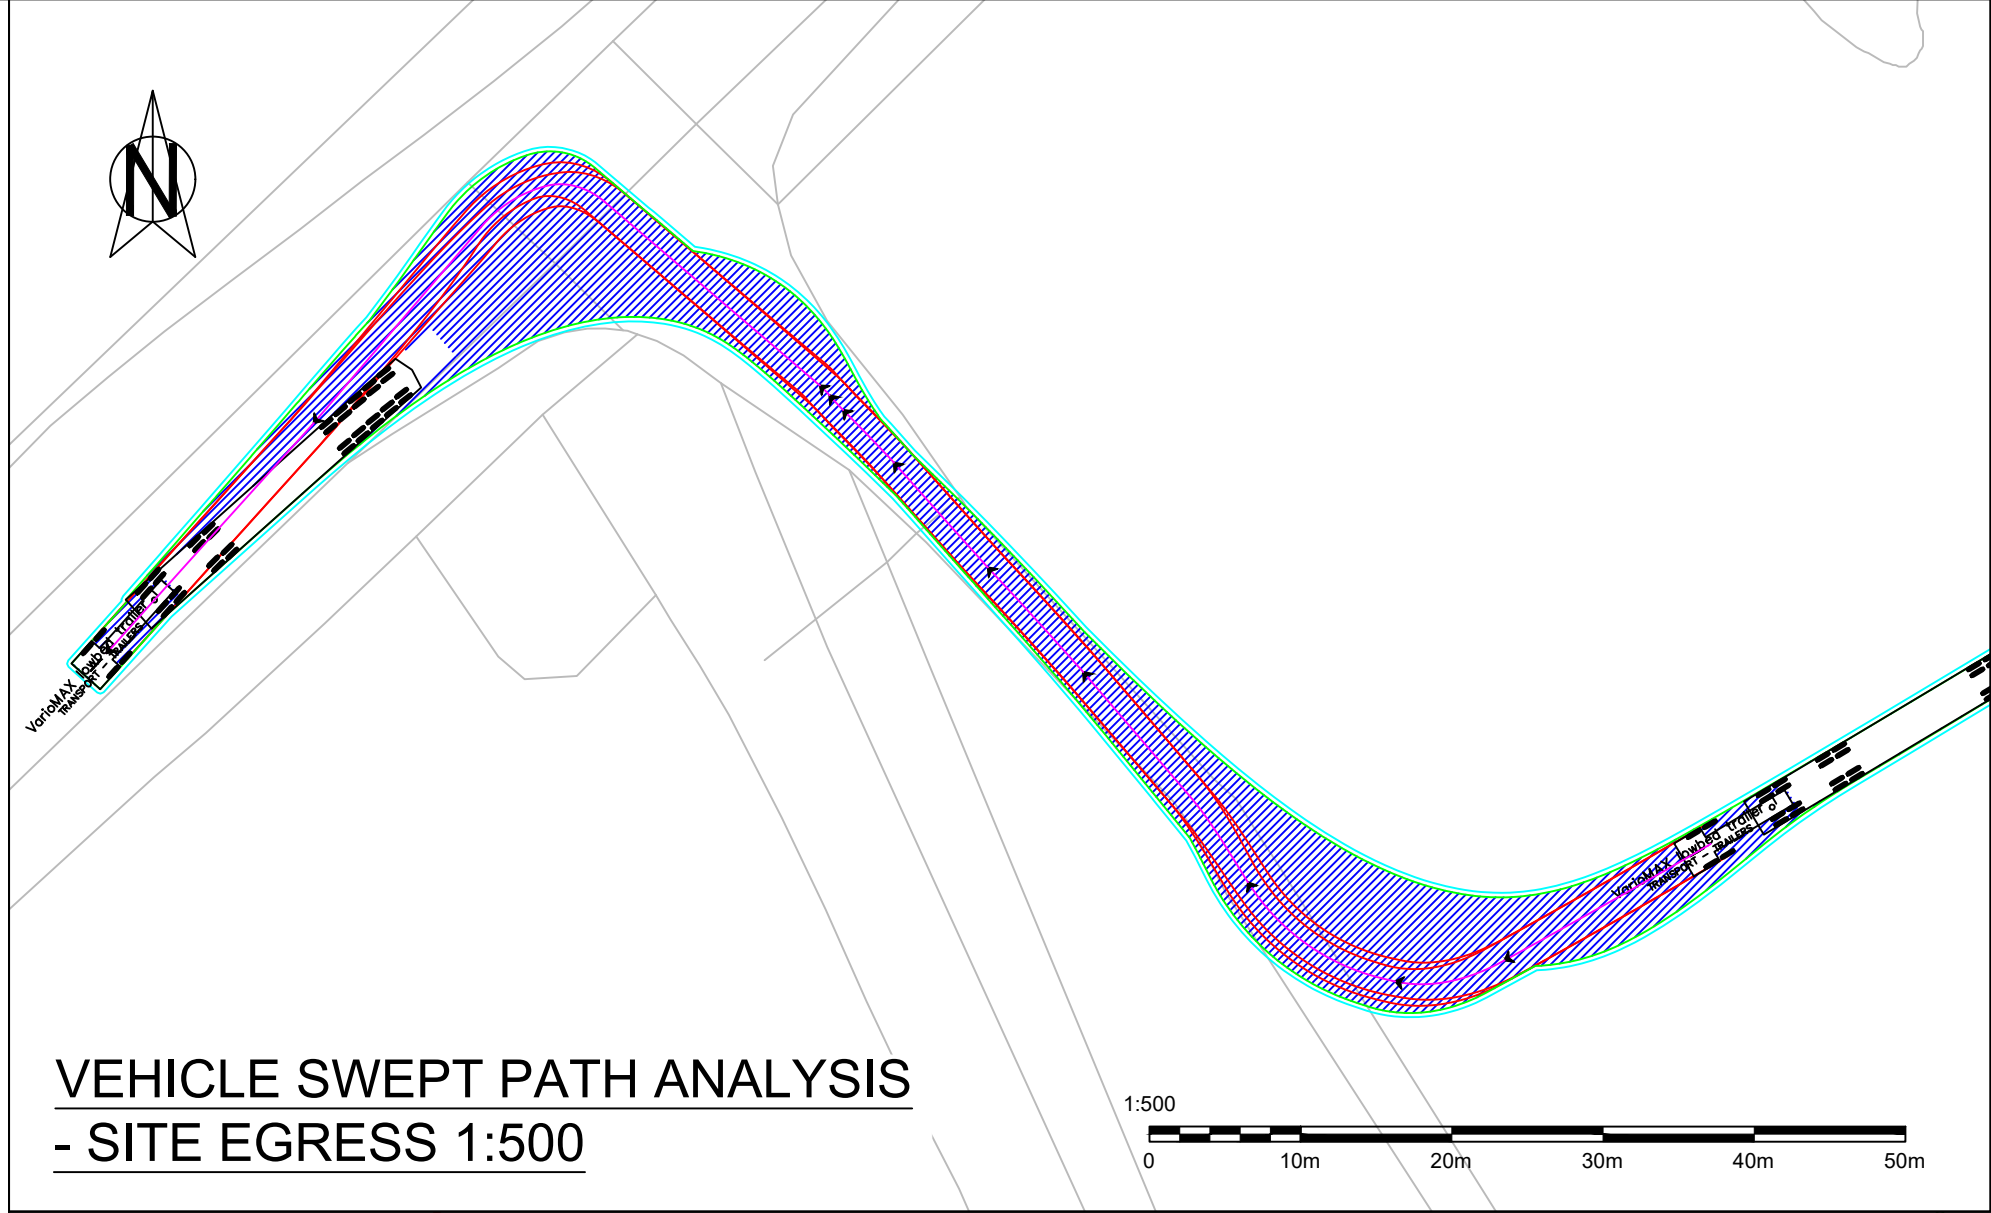 N
VarioMAX lowbed trailer
TRANSPORT - TRAILERS
VarioMAX lowbed trailer
TRANSPORT - TRAILERS
VEHICLE SWEPT PATH ANALYSIS
- SITE EGRESS 1:500
1:500
0 10m 20m 30m 40m 50m